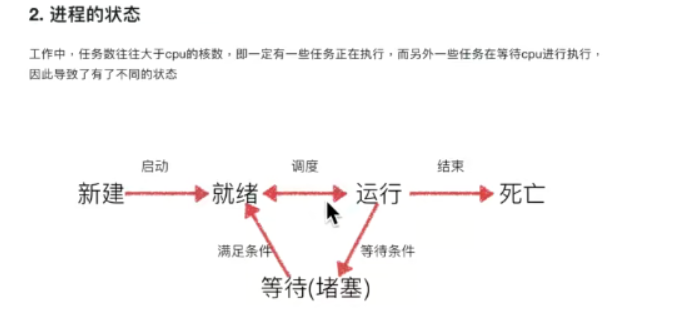 2. 进程的状态
工作中，任务数往往大于cpu的核数，即一定有一些任务正在执行，而另外一些任务在等待cpu进行执行，
因此导致了有了不同的状态
启动 调度 结束
新建 就绪 运行 死亡
满足条件 等待条件
等待(堵塞)